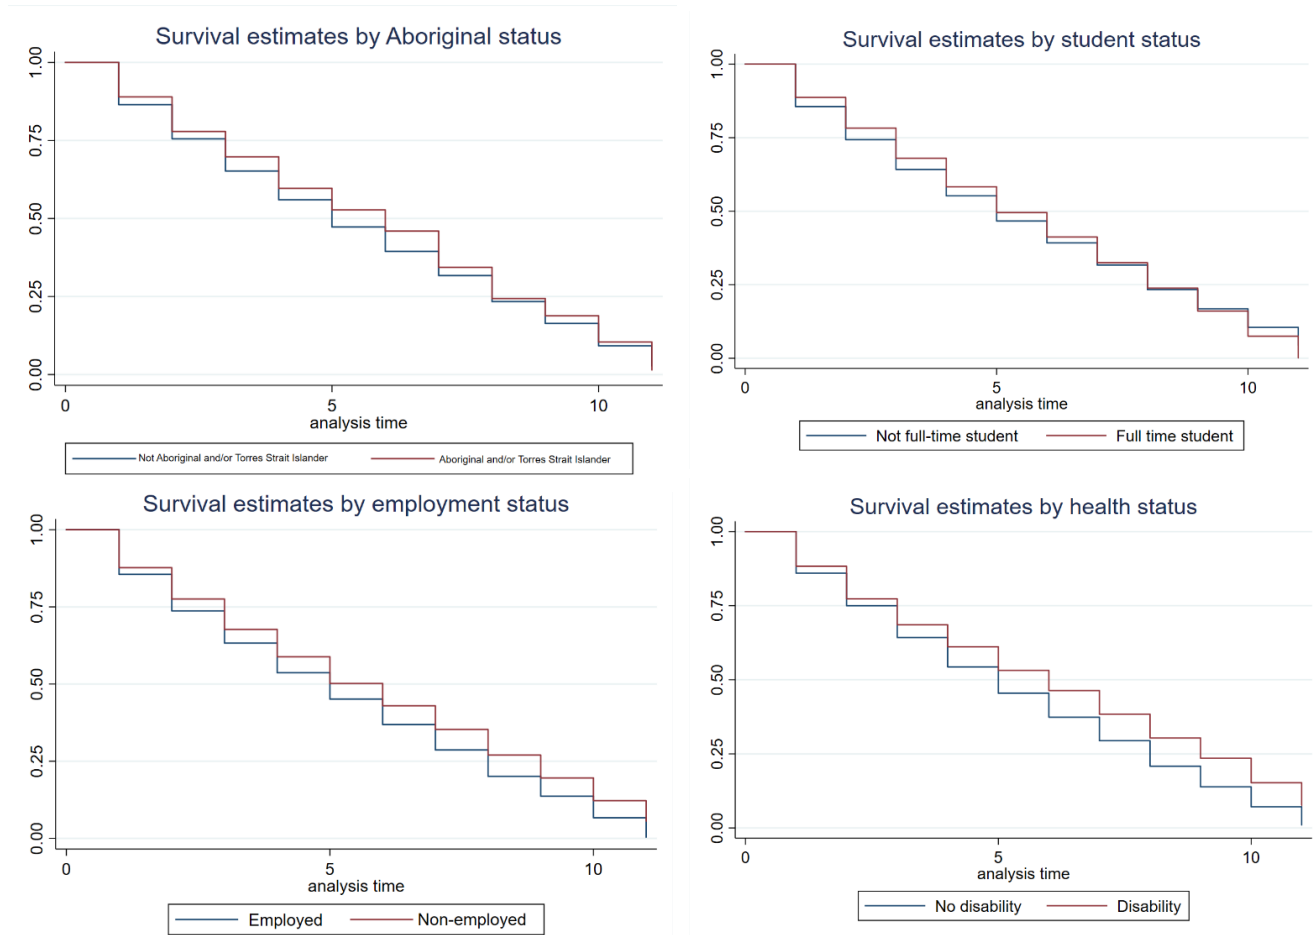 Survival estimates by Aboriginal status
1.00
0.75
0.50
0.25
0.00
0 5 10
analysis time
Not Aboriginal and/or Torres Strait Islander Aboriginal and/or Torres Strait Islander
Survival estimates by student status
1.00
0.75
0.50
0.25
0.00
0 5 10
analysis time
Not full-time student Full time student
Survival estimates by employment status
1.00
0.75
0.50
0.25
0.00
0 5 10
analysis time
Employed Non-employed
Survival estimates by health status
1.00
0.75
0.50
0.25
0.00
0 5 10
analysis time
No disability Disability